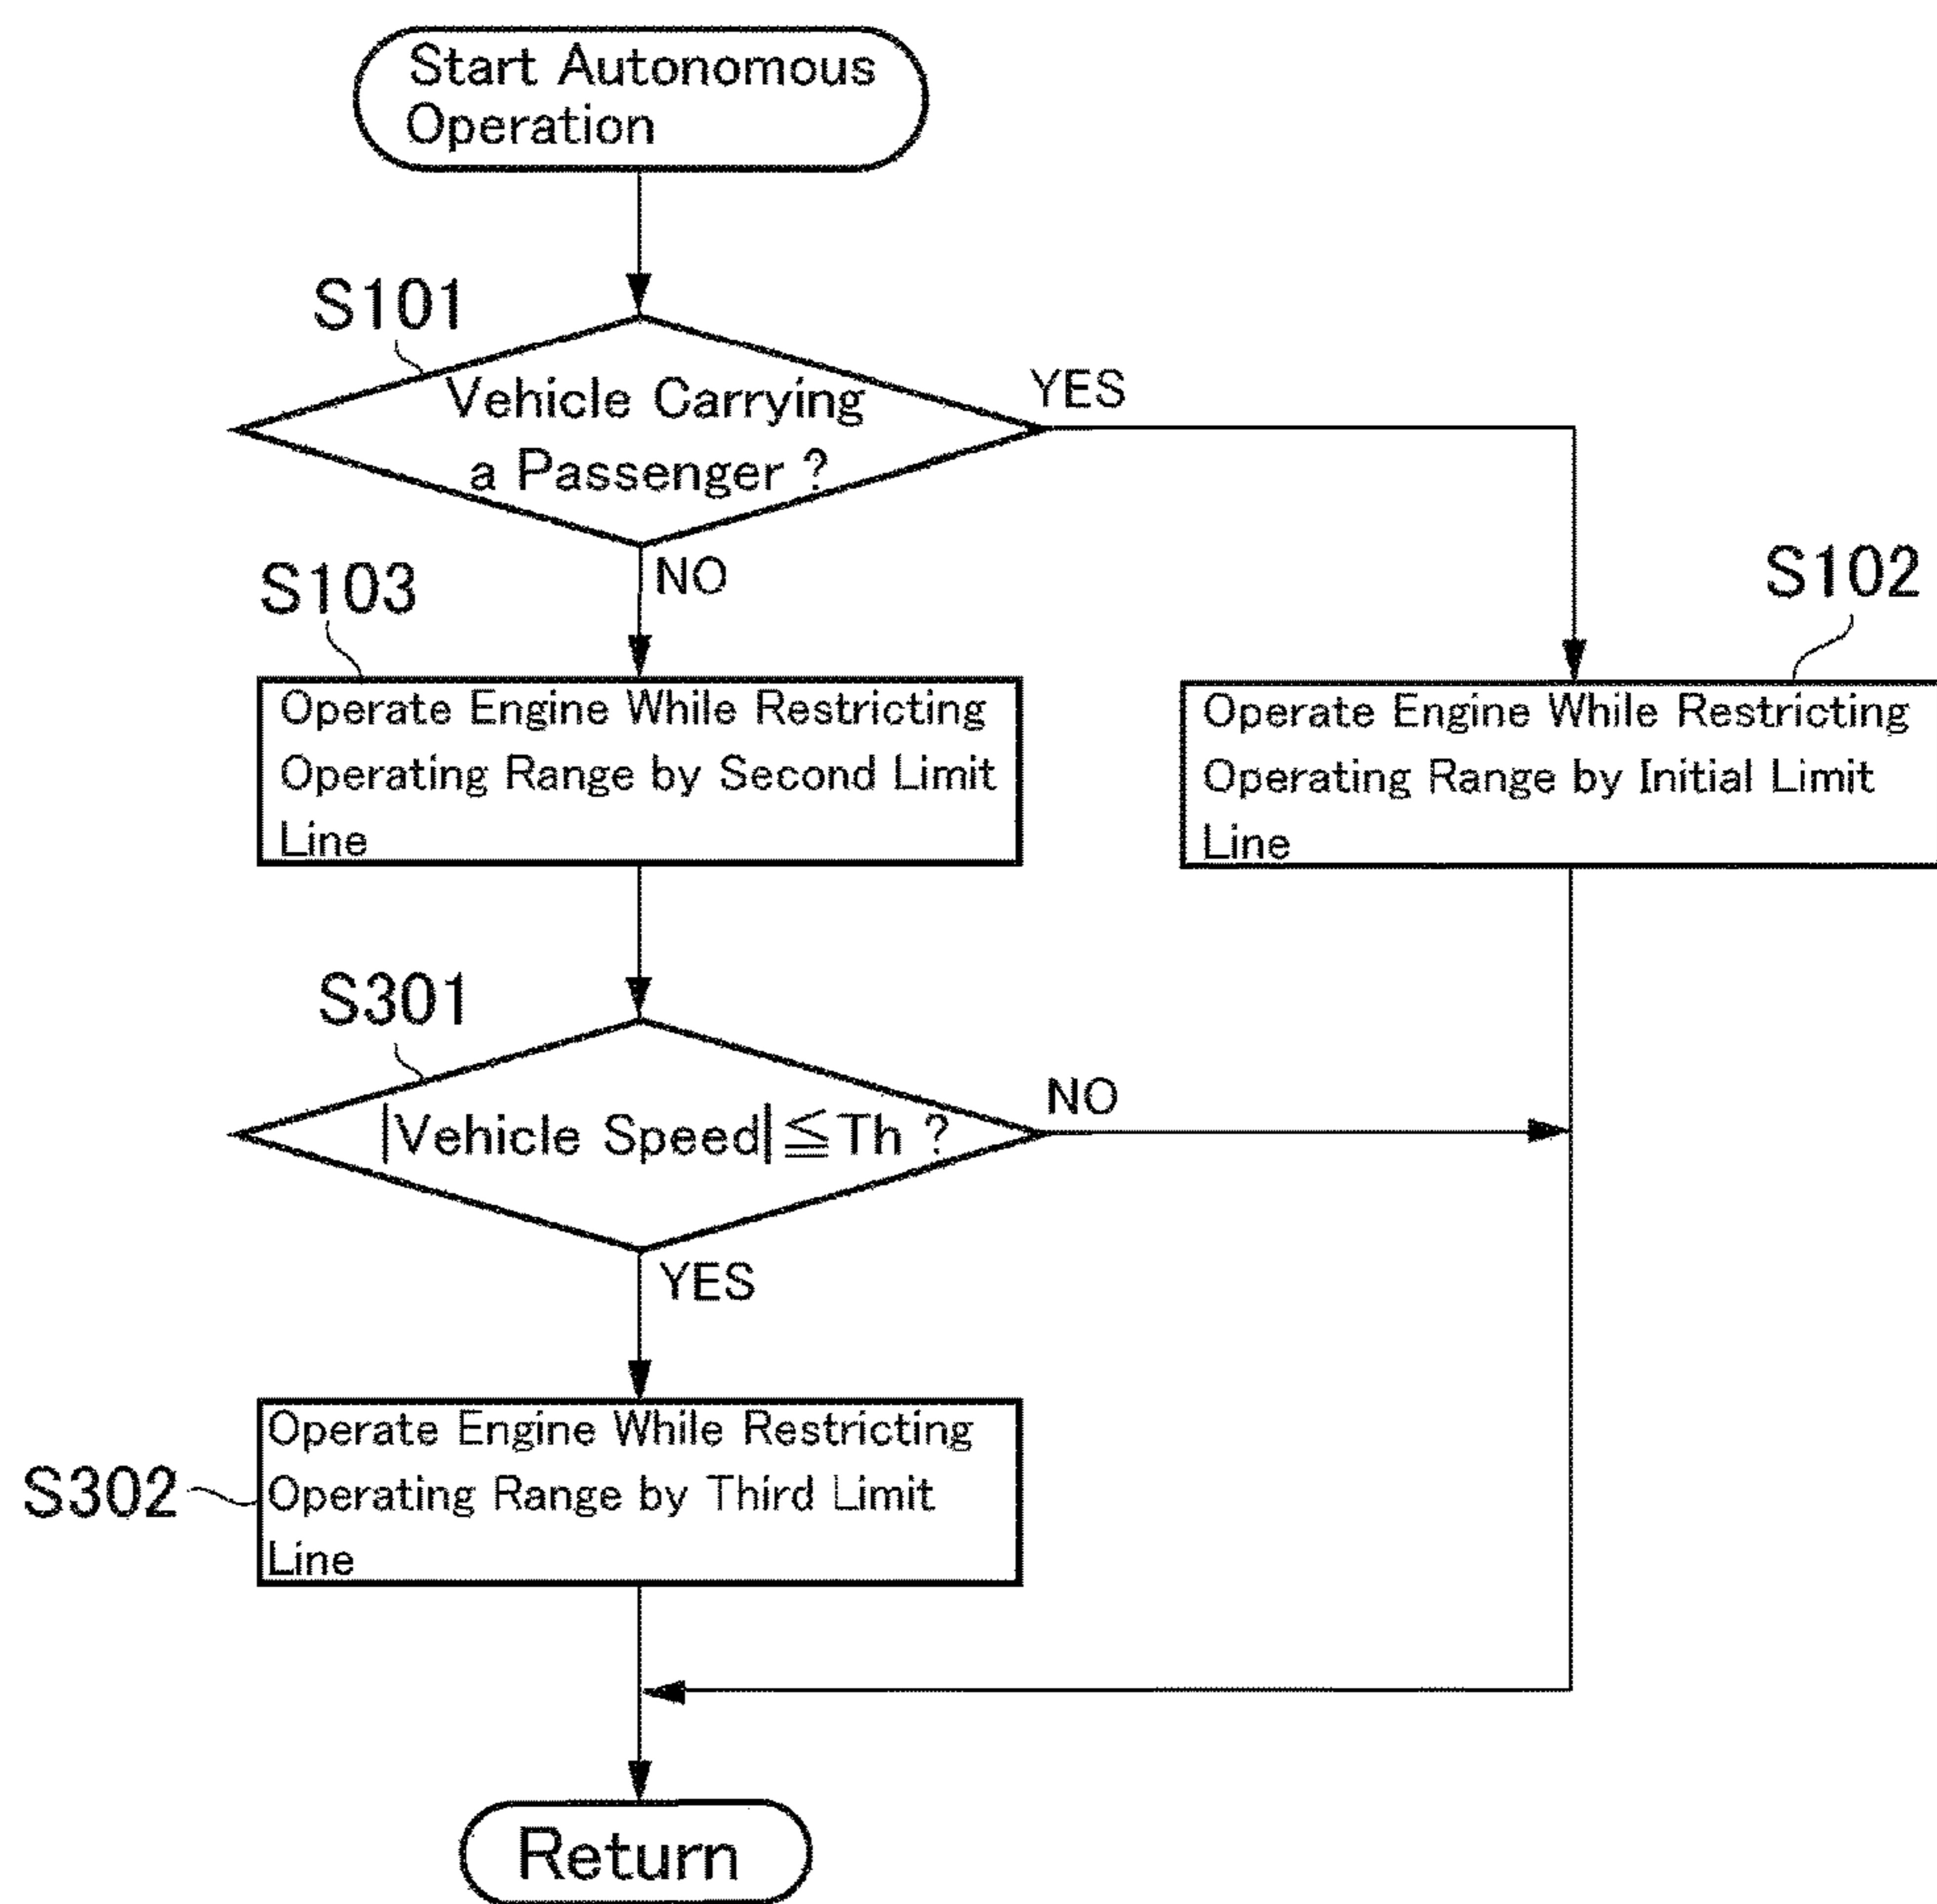 Start Autonomous
Operation
S101
Vehicle Carrying
a Passenger ?
YES
NO
S103
S102
Operate Engine While Restricting
Operating Range by Second Limit
Line
Operate Engine While Restricting
Operating Range by Initial Limit
Line
S301
|Vehicle Speed|≦Th ?
NO
YES
S302
Operate Engine While Restricting
Operating Range by Third Limit
Line
Return